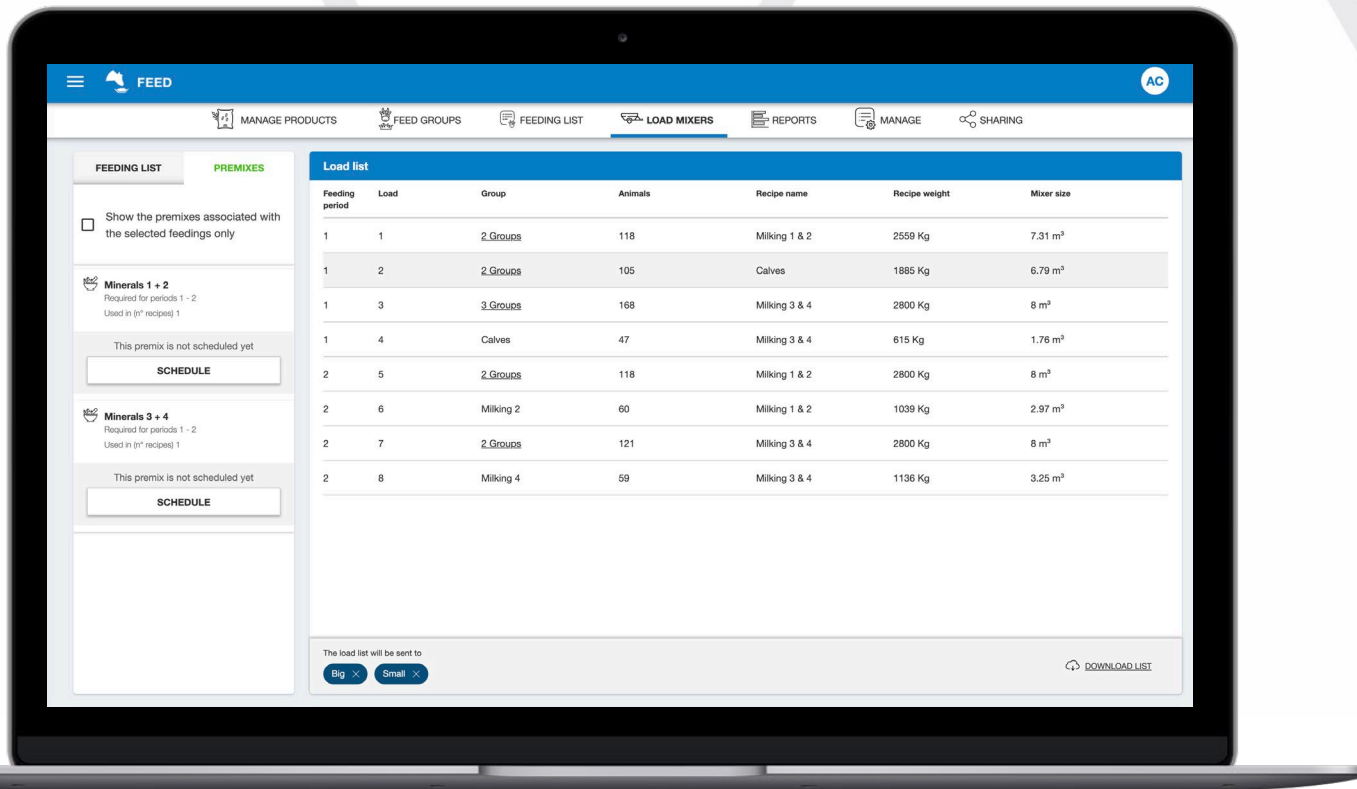 FEED
AC
MANAGE PRODUCTS
FEED GROUPS
FEEDING LIST
LOAD MIXERS
REPORTS
MANAGE
SHARING
FEEDING LIST
PREMIXES
Show the premixes associated with
the selected feedings only
Minerals 1 + 2
Required for periods 1 - 2
Used in (n° recipes) 1
This premix is not scheduled yet
SCHEDULE
Minerals 3 + 4
Required for periods 1 - 2
Used in (n° recipes) 1
This premix is not scheduled yet
SCHEDULE
Load list
Feeding period Load Group Animals Recipe name Recipe weight Mixer size
1 1 2 Groups 118 Milking 1 & 2 2559 Kg 7.31 m³
1 2 2 Groups 105 Calves 1885 Kg 6.79 m³
1 3 3 Groups 168 Milking 3 & 4 2800 Kg 8 m³
1 4 Calves 47 Milking 3 & 4 615 Kg 1.76 m³
2 5 2 Groups 118 Milking 1 & 2 2800 Kg 8 m³
2 6 Milking 2 60 Milking 1 & 2 1039 Kg 2.97 m³
2 7 2 Groups 121 Milking 3 & 4 2800 Kg 8 m³
2 8 Milking 4 59 Milking 3 & 4 1136 Kg 3.25 m³
The load list will be sent to
Big Small
DOWNLOAD LIST